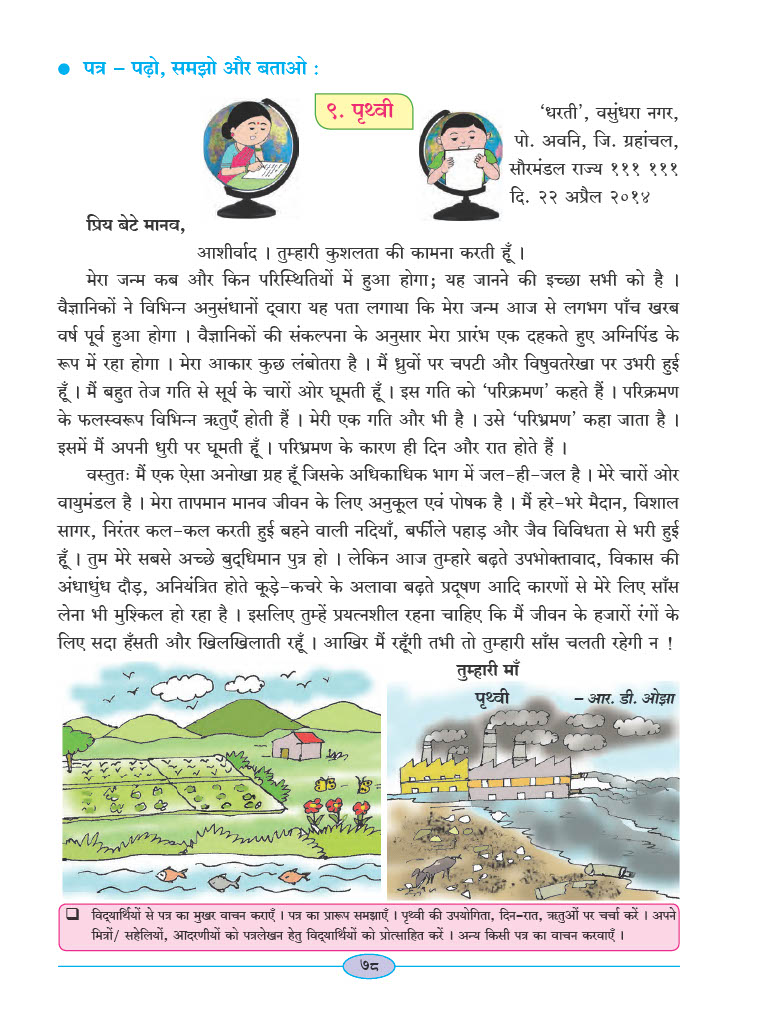 ● पत्र – पढ़ो, समझो और बताओ :
९. पृथ्वी
‘धरती’, वसुंधरा नगर,
पो. अवनि, जि. ग्रहांचल,
सौरमंडल राज्य १११ १११
दि. २२ अप्रैल २०१४
प्रिय बेटे मानव,
आशीर्वाद । तुम्हारी कुशलता की कामना करती हूँ ।
मेरा जन्म कब और किन परिस्थितियों में हुआ होगा; यह जानने की इच्छा सभी को है ।
वैज्ञानिकों ने विभिन्न अनुसंधानों द्वारा यह पता लगाया कि मेरा जन्म आज से लगभग पाँच खरब
वर्ष पूर्व हुआ होगा । वैज्ञानिकों की संकल्पना के अनुसार मेरा प्रारंभ एक दहकते हुए अग्निपिंड के
रूप में रहा होगा । मेरा आकार कुछ लंबोतरा है । मैं ध्रुवों पर चपटी और विषुवतरेखा पर उभरी हुई
हूँ । मैं बहुत तेज गति से सूर्य के चारों ओर घूमती हूँ । इस गति को ‘परिक्रमण’ कहते हैं । परिक्रमण
के फलस्वरूप विभिन्न ऋतुएँ होती हैं । मेरी एक गति और भी है । उसे ‘परिभ्रमण’ कहा जाता है ।
इसमें मैं अपनी धुरी पर घूमती हूँ । परिभ्रमण के कारण ही दिन और रात होते हैं ।
वस्तुतः मैं एक ऐसा अनोखा ग्रह हूँ जिसके अधिकाधिक भाग में जल-ही-जल है । मेरे चारों ओर
वायुमंडल है । मेरा तापमान मानव जीवन के लिए अनुकूल एवं पोषक है । मैं हरे-भरे मैदान, विशाल
सागर, निरंतर कल-कल करती हुई बहने वाली नदियाँ, बर्फीले पहाड़ और जैव विविधता से भरी हुई
हूँ । तुम मेरे सबसे अच्छे बुद्धिमान पुत्र हो । लेकिन आज तुम्हारे बढ़ते उपभोक्तावाद, विकास की
अंधाधुंध दौड़, अनियंत्रित होते कूड़े-कचरे के अलावा बढ़ते प्रदूषण आदि कारणों से मेरे लिए साँस
लेना भी मुश्किल हो रहा है । इसलिए तुम्हें प्रयत्नशील रहना चाहिए कि मैं जीवन के हजारों रंगों के
लिए सदा हँसती और खिलखिलाती रहूँ । आखिर मैं रहूँगी तभी तो तुम्हारी साँस चलती रहेगी न !
तुम्हारी माँ
पृथ्वी – आर. डी. ओझा
❑ विद्यार्थियों से पत्र का मुखर वाचन कराएँ । पत्र का प्रारूप समझाएँ । पृथ्वी की उपयोगिता, दिन-रात, ऋतुओं पर चर्चा करें । अपने
मित्रों/ सहेलियों, आदरणीयों को पत्रलेखन हेतु विद्यार्थियों को प्रोत्साहित करें । अन्य किसी पत्र का वाचन करवाएँ ।
७८